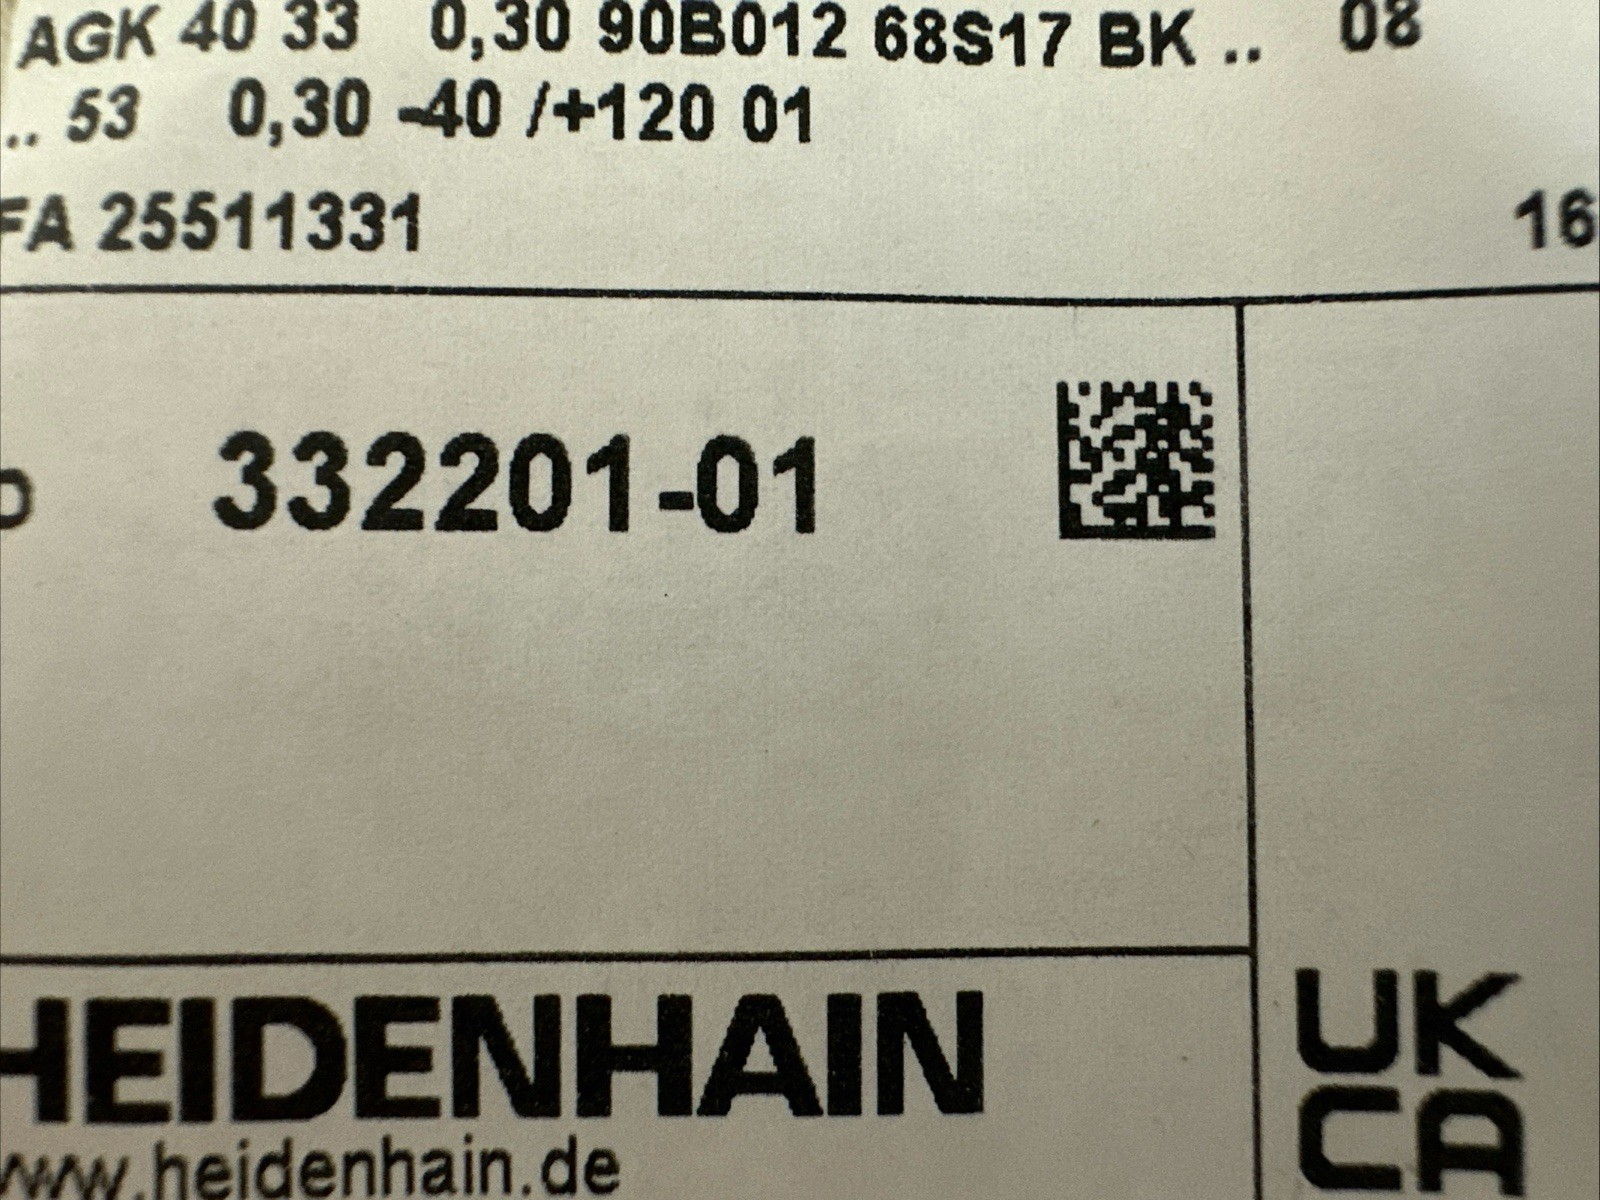 AGK 40 33 0,30 90B012 68S17 BK .. 08
.. 53 0,30 -40 /+120 01
FA 25511331 16
332201-01
HEIDENHAIN
www.heidenhain.de
UK
CA